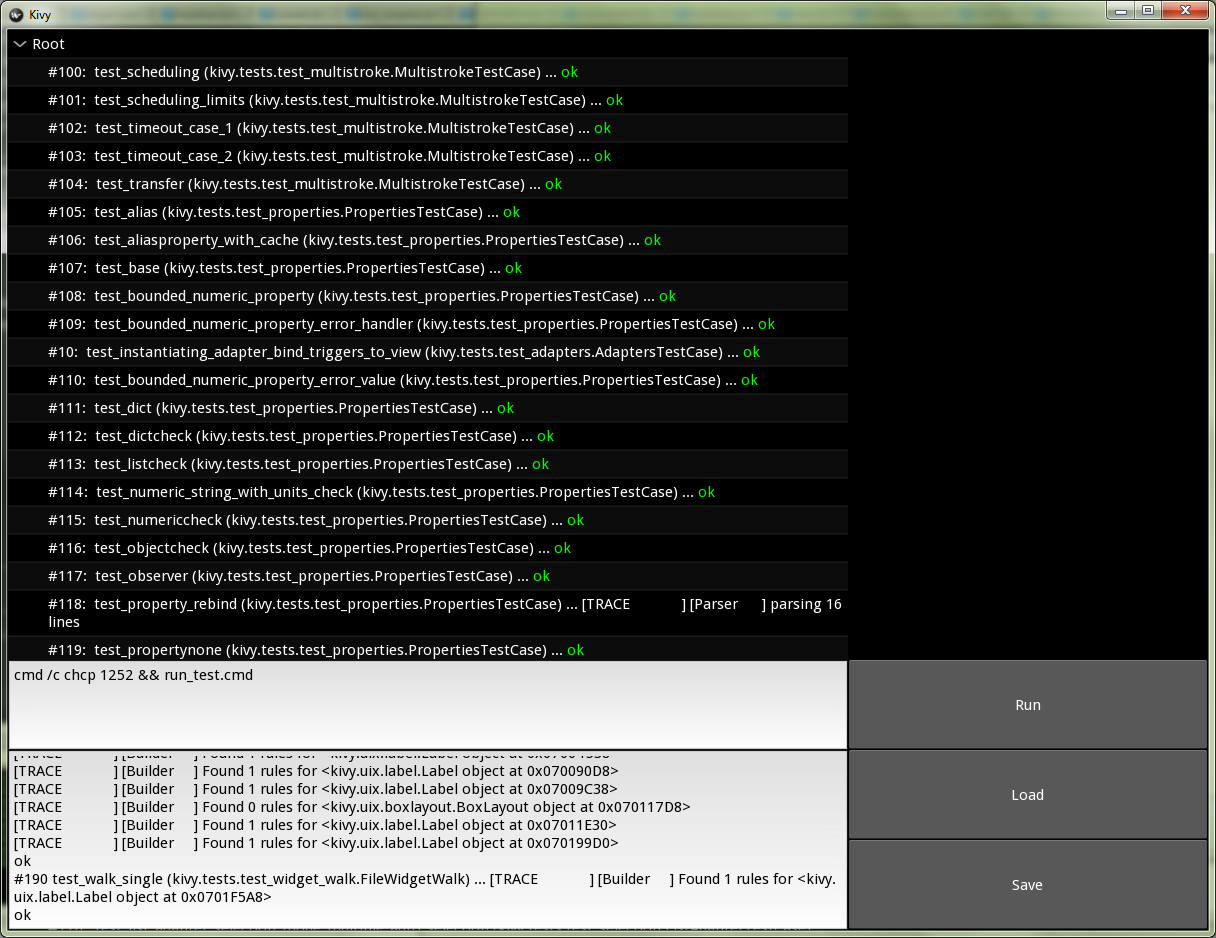 Kivy
Root
#100:  test_scheduling (kivy.tests.test_multistroke.MultistrokeTestCase) ... ok
#101:  test_scheduling_limits (kivy.tests.test_multistroke.MultistrokeTestCase) ... ok
#102:  test_timeout_case_1 (kivy.tests.test_multistroke.MultistrokeTestCase) ... ok
#103:  test_timeout_case_2 (kivy.tests.test_multistroke.MultistrokeTestCase) ... ok
#104:  test_transfer (kivy.tests.test_multistroke.MultistrokeTestCase) ... ok
#105:  test_alias (kivy.tests.test_properties.PropertiesTestCase) ... ok
#106:  test_aliasproperty_with_cache (kivy.tests.test_properties.PropertiesTestCase) ... ok
#107:  test_base (kivy.tests.test_properties.PropertiesTestCase) ... ok
#108:  test_bounded_numeric_property (kivy.tests.test_properties.PropertiesTestCase) ... ok
#109:  test_bounded_numeric_property_error_handler (kivy.tests.test_properties.PropertiesTestCase) ... ok
#10:  test_instantiating_adapter_bind_triggers_to_view (kivy.tests.test_adapters.AdaptersTestCase) ... ok
#110:  test_bounded_numeric_property_error_value (kivy.tests.test_properties.PropertiesTestCase) ... ok
#111:  test_dict (kivy.tests.test_properties.PropertiesTestCase) ... ok
#112:  test_dictcheck (kivy.tests.test_properties.PropertiesTestCase) ... ok
#113:  test_listcheck (kivy.tests.test_properties.PropertiesTestCase) ... ok
#114:  test_numeric_string_with_units_check (kivy.tests.test_properties.PropertiesTestCase) ... ok
#115:  test_numericcheck (kivy.tests.test_properties.PropertiesTestCase) ... ok
#116:  test_objectcheck (kivy.tests.test_properties.PropertiesTestCase) ... ok
#117:  test_observer (kivy.tests.test_properties.PropertiesTestCase) ... ok
#118:  test_property_rebind (kivy.tests.test_properties.PropertiesTestCase) ... [TRACE             ] [Parser      ] parsing 16
lines
#119:  test_propertynone (kivy.tests.test_properties.PropertiesTestCase) ... ok
cmd /c chcp 1252 && run_test.cmd
Run
[TRACE             ] [Builder     ] Found 1 rules for <kivy.uix.label.Label object at
[TRACE             ] [Builder     ] Found 1 rules for <kivy.uix.label.Label object at 0x070090D8>
[TRACE             ] [Builder     ] Found 1 rules for <kivy.uix.label.Label object at 0x07009C38>
[TRACE             ] [Builder     ] Found 0 rules for <kivy.uix.boxlayout.BoxLayout object at 0x070117D8>
[TRACE             ] [Builder     ] Found 1 rules for <kivy.uix.label.Label object at 0x07011E30>
[TRACE             ] [Builder     ] Found 1 rules for <kivy.uix.label.Label object at 0x070199D0>
ok
#190 test_walk_single (kivy.tests.test_widget_walk.FileWidgetWalk) ... [TRACE             ] [Builder     ] Found 1 rules for <kivy.
uix.label.Label object at 0x0701F5A8>
ok
Load
Save